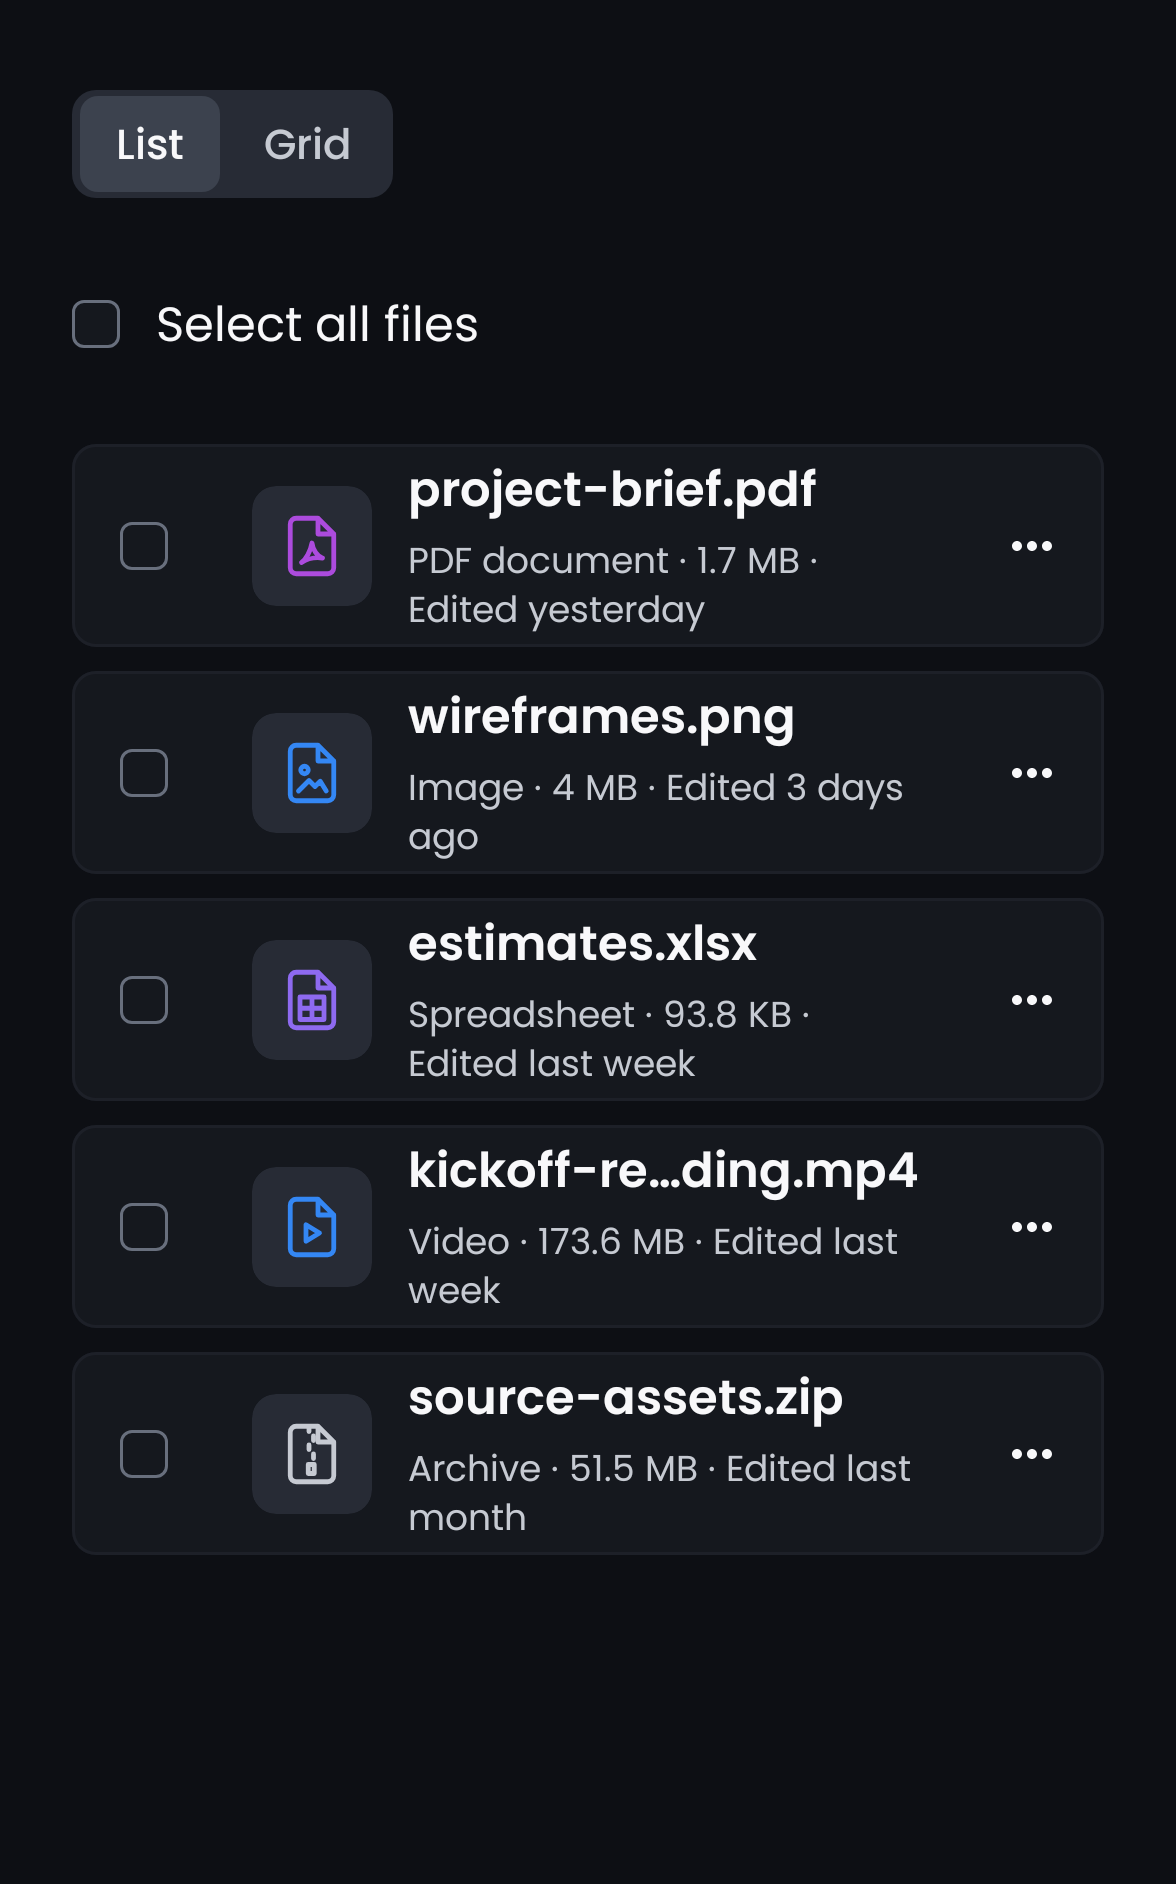 List
Grid
Select all files
project-brief.pdf
PDF document · 1.7 MB ·
Edited yesterday
wireframes.png
Image · 4 MB · Edited 3 days
ago
estimates.xlsx
Spreadsheet · 93.8 KB ·
Edited last week
kickoff-re…ding.mp4
Video · 173.6 MB · Edited last
week
source-assets.zip
Archive · 51.5 MB · Edited last
month